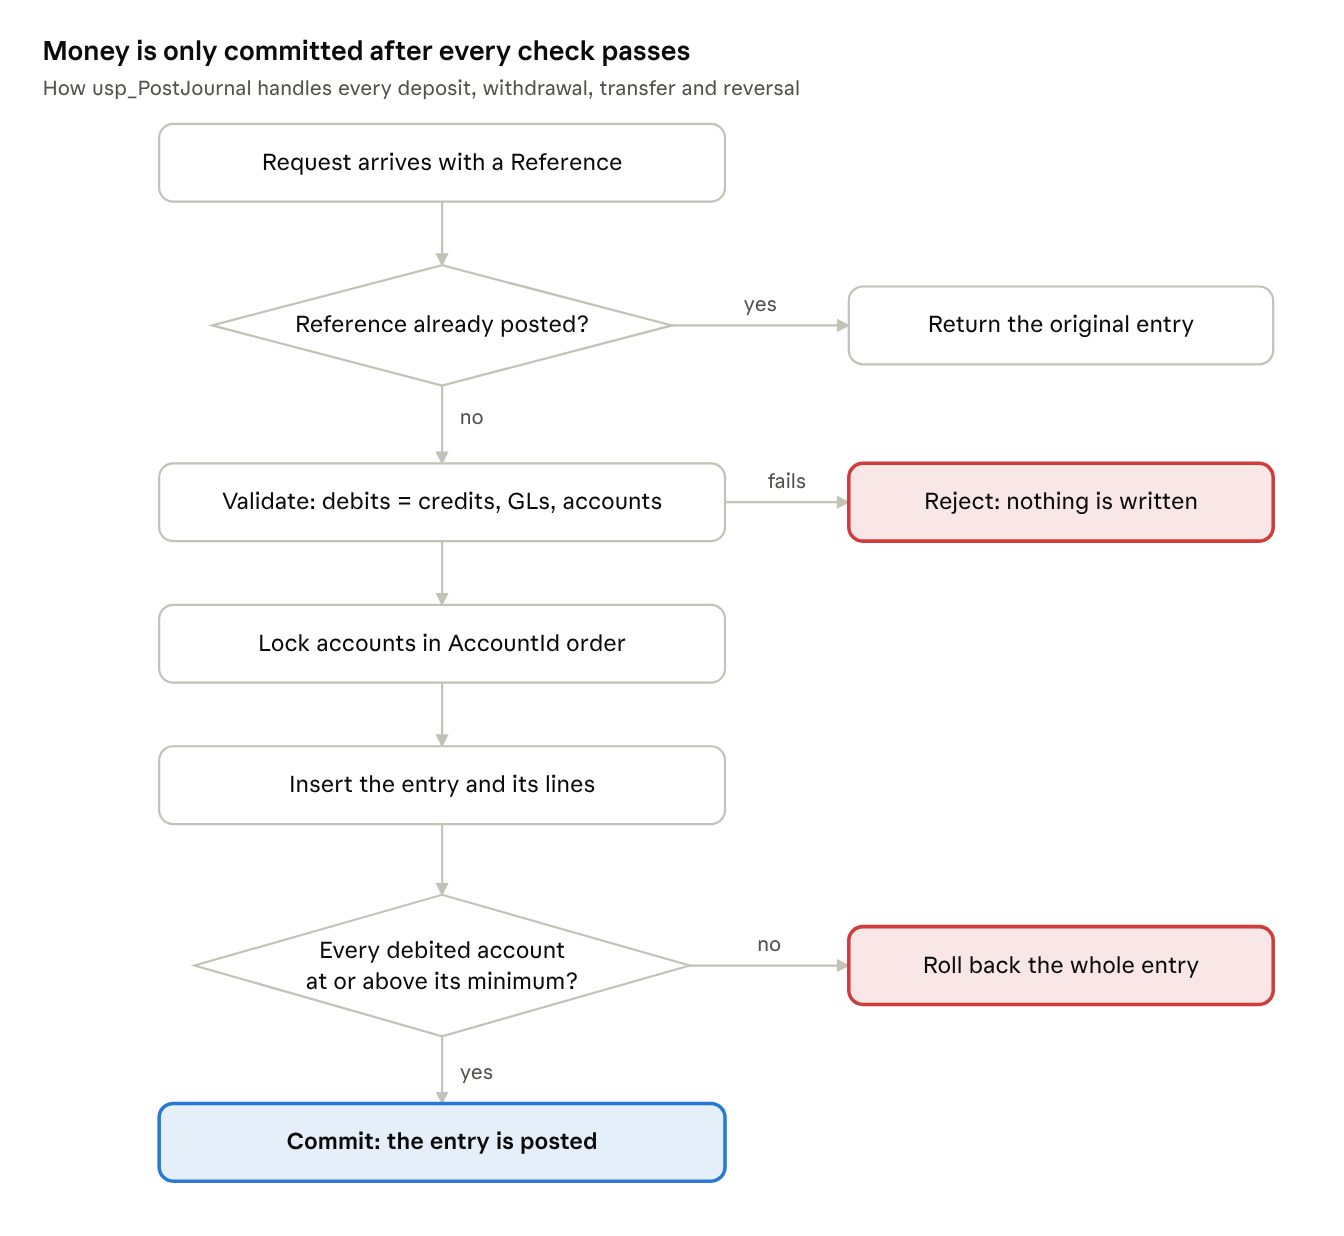 Money is only committed after every check passes
How usp_PostJournal handles every deposit, withdrawal, transfer and reversal
Request arrives with a Reference
Reference already posted?
yes
Return the original entry
no
Validate: debits = credits, GLs, accounts
fails
Reject: nothing is written
Lock accounts in AccountId order
Insert the entry and its lines
Every debited account
at or above its minimum?
no
Roll back the whole entry
yes
Commit: the entry is posted